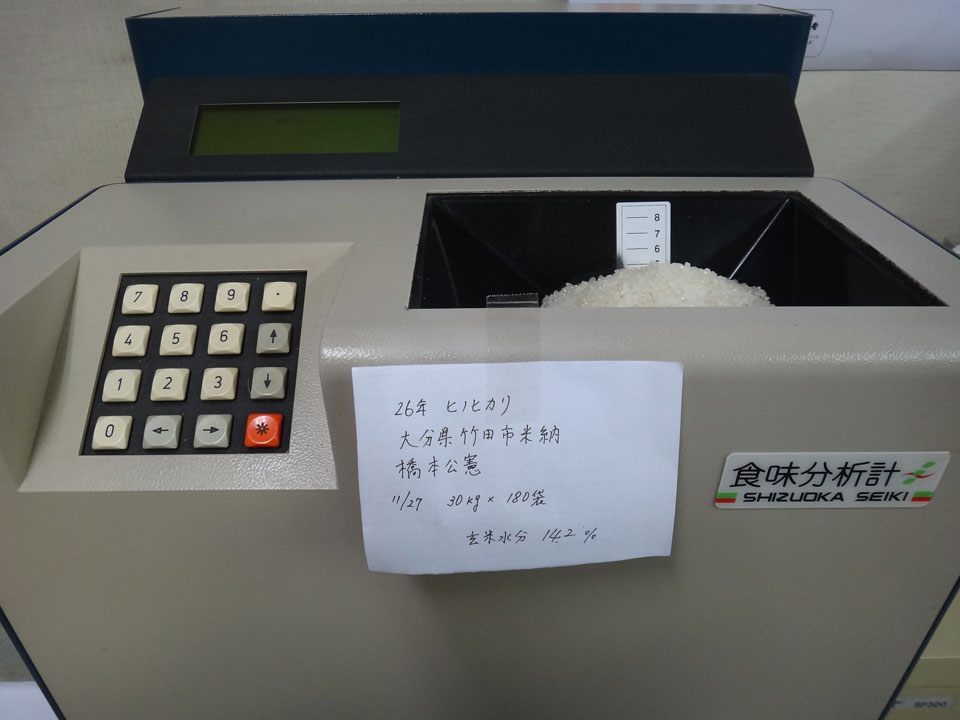 8
7
6
7 8 9 ·
4 5 6 ↑
1 2 3 ↓
0 ← → *
26年 ヒノヒカリ
大分県竹田市米納
橋本公憲
11/27 30kg × 180袋
玄米水分 14.2 %
食味分析計
SHIZUOKA SEIKI